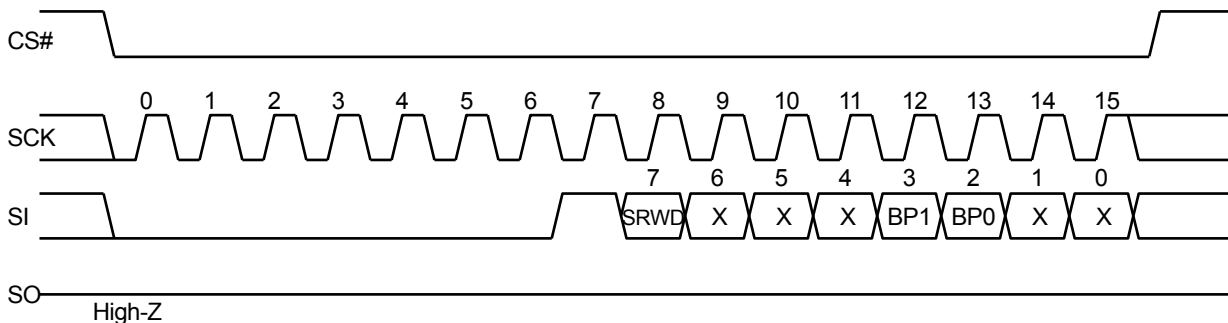 CS#
0 1 2 3 4 5 6 7 8 9 10 11 12 13 14 15
SCK
7 6 5 4 3 2 1 0
SI SRWD X X X BP1 BP0 X X
SO
High-Z